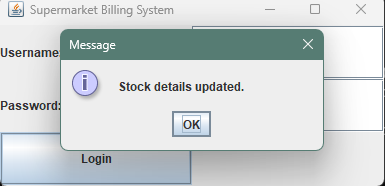 Supermarket Billing System
Message
Username:
Stock details updated.
Password:
OK
Login